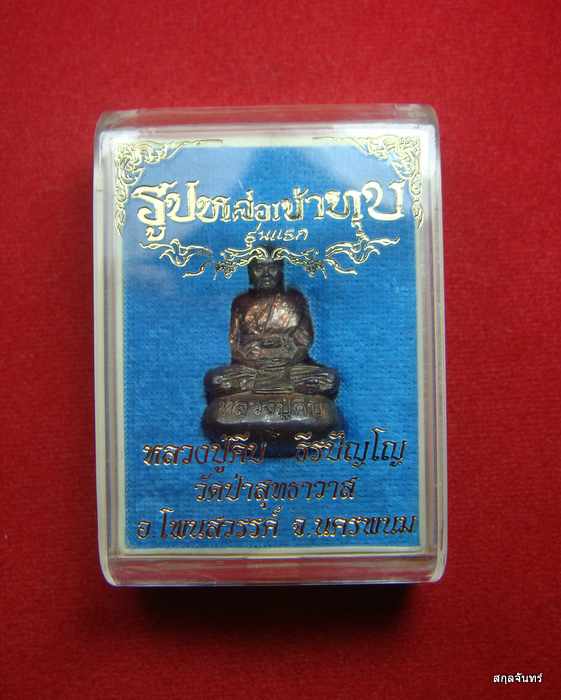 รูปหล่อเบ้าทุบ
รุ่นแรก
หลวงปู่คีบ
หลวงปู่คีบ ธีรปัญโญ
วัดป่าสุทธาวาส
อ.โพนสวรรค์ จ.นครพนม
สกุลจันทร์